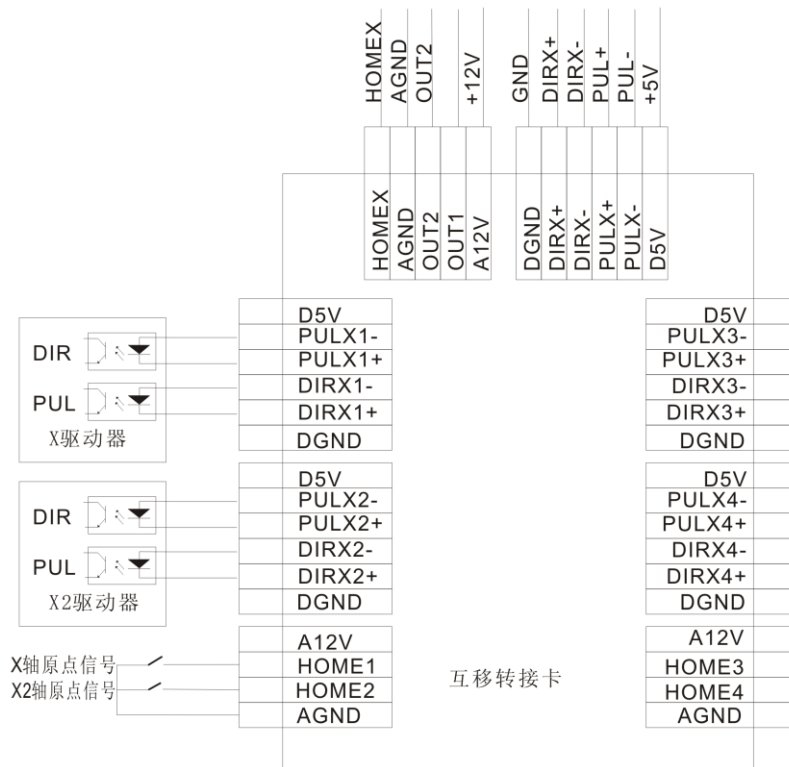 HOMEX
AGND
OUT2
+12V
GND
DIRX+
DIRX-
PUL+
PUL-
+5V
HOMEX
AGND
OUT2
OUT1
A12V
DGND
DIRX+
DIRX-
PULX+
PULX-
D5V
DIR
PUL
X驱动器
D5V
PULX1-
PULX1+
DIRX1-
DIRX1+
DGND
D5V
PULX3-
PULX3+
DIRX3-
DIRX3+
DGND
DIR
PUL
X2驱动器
D5V
PULX2-
PULX2+
DIRX2-
DIRX2+
DGND
D5V
PULX4-
PULX4+
DIRX4-
DIRX4+
DGND
X轴原点信号
X2轴原点信号
A12V
HOME1
HOME2
AGND
互移转接卡
A12V
HOME3
HOME4
AGND